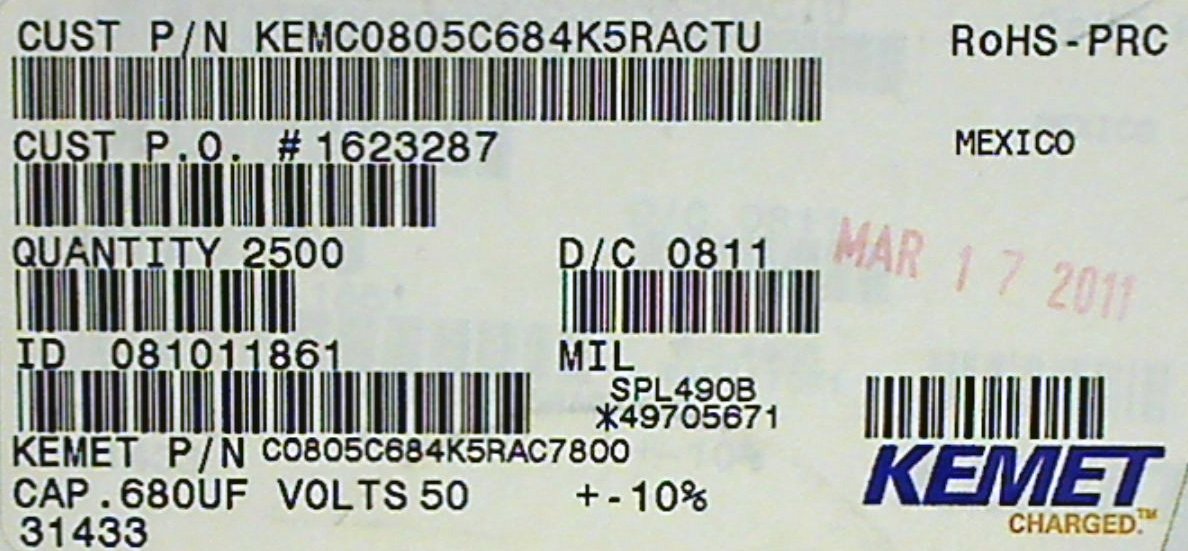 CUST P/N KEMC0805C684K5RACTU RoHS-PRC
CUST P.O. #1623287 MEXICO
QUANTITY 2500 D/C 0811 MAR 17 2011
ID 081011861 MIL
SPL490B
*49705671
KEMET P/N C0805C684K5RAC7800
CAP .680UF VOLTS 50 +-10%
31433
KEMET
CHARGED.™